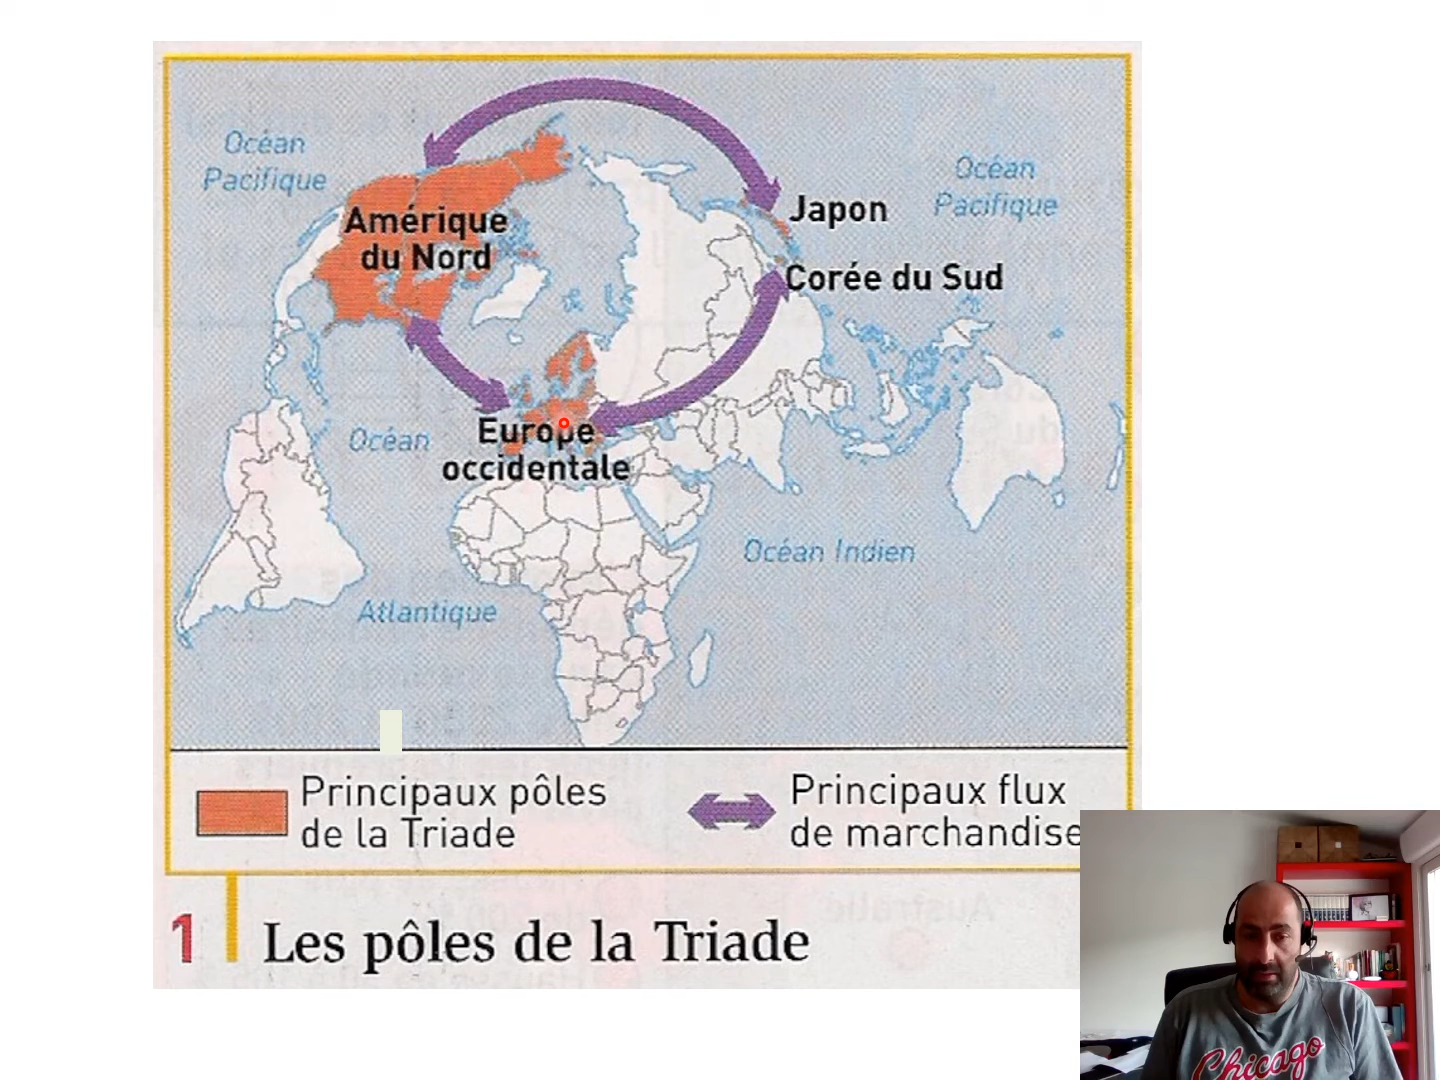 Océan
Pacifique
Océan
Pacifique
Amérique
du Nord
Japon
Corée du Sud
Océan
Europe
occidentale
Océan Indien
Atlantique
Principaux pôles
de la Triade
Principaux flux
de marchandise
1 Les pôles de la Triade
Chicago